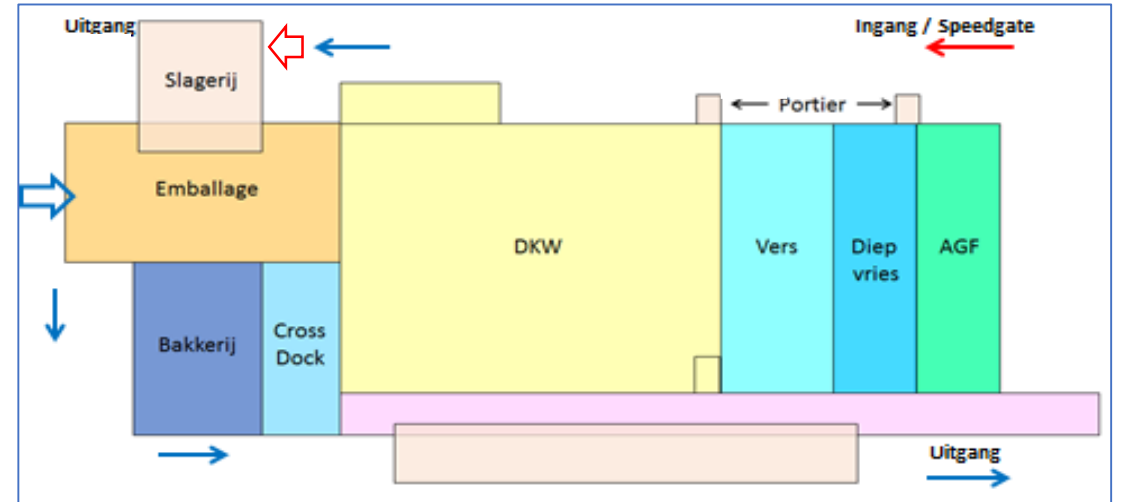 Uitgang
Ingang / Speedgate
Slagerij
Portier
Emballage
DKW
Vers
Diep
vries
AGF
Bakkerij
Cross
Dock
Uitgang